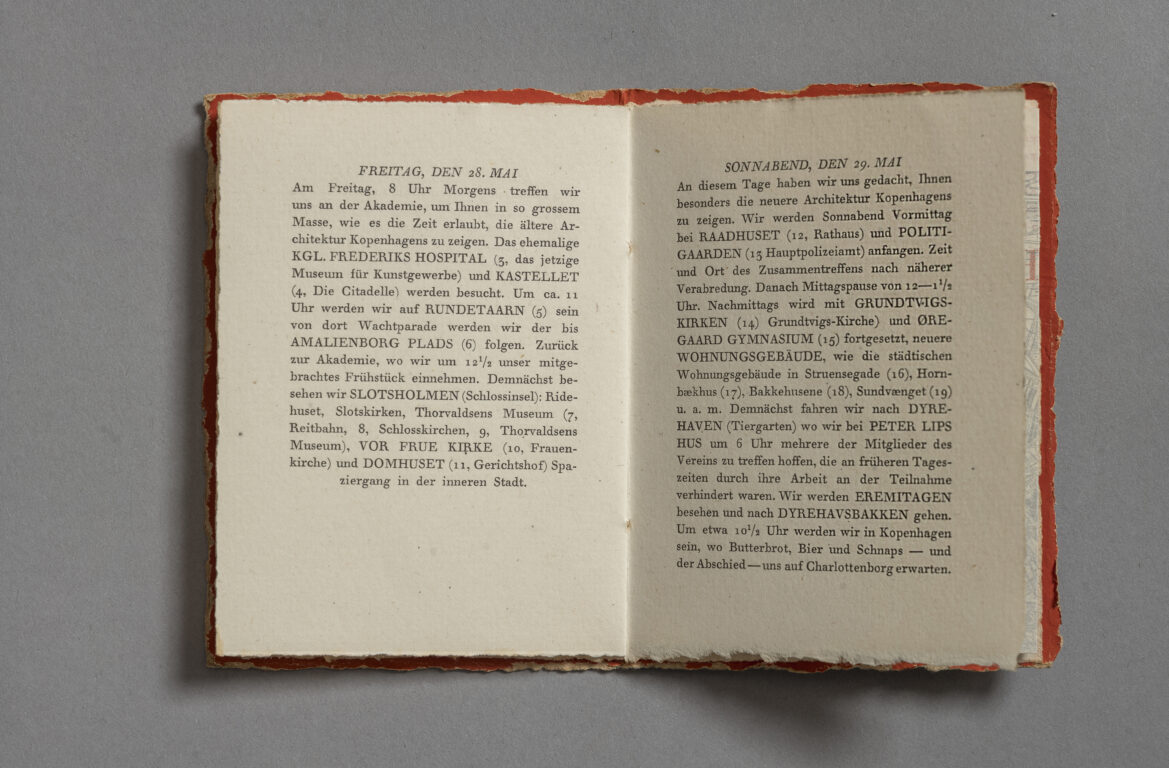 FREITAG, DEN 28. MAI
Am Freitag, 8 Uhr Morgens treffen wir
uns an der Akademie, um Ihnen in so grossem
Masse, wie es die Zeit erlaubt, die ältere Ar-
chitektur Kopenhagens zu zeigen. Das ehemalige
KGL. FREDERIKS HOSPITAL (3, das jetzige
Museum für Kunstgewerbe) und KASTELLET
(4, Die Citadelle) werden besucht. Um ca. 11
Uhr werden wir auf RUNDETAARN (5) sein
von dort Wachtparade werden wir der bis
AMALIENBORG PLADS (6) folgen. Zurück
zur Akademie, wo wir um 12¹/₂ unser mitge-
brachtes Frühstück einnehmen. Demnächst be-
sehen wir SLOTSHOLMEN (Schlossinsel): Ride-
huset, Slotskirken, Thorvaldsens Museum (7,
Reitbahn, 8, Schlosskirchen, 9, Thorvaldsens
Museum), VOR FRUE KIRKE (10, Frauen-
kirche) und DOMHUSET (11, Gerichtshof) Spa-
ziergang in der inneren Stadt.
SONNABEND, DEN 29. MAI
An diesem Tage haben wir uns gedacht, Ihnen
besonders die neuere Architektur Kopenhagens
zu zeigen. Wir werden Sonnabend Vormittag
bei RAADHUSET (12, Rathaus) und POLITI-
GAARDEN (13 Hauptpolizeiamt) anfangen. Zeit
und Ort des Zusammentreffens nach näherer
Verabredung. Danach Mittagspause von 12—1¹/₂
Uhr. Nachmittags wird mit GRUNDTVIGS-
KIRKEN (14) Grundtvigs-Kirche) und ØRE-
GAARD GYMNASIUM (15) fortgesetzt, neuere
WOHNUNGSGEBÄUDE, wie die städtischen
Wohnungsgebäude in Struensegade (16), Horn-
bækhus (17), Bakkehusene (18), Sundvænget (19)
u. a. m. Demnächst fahren wir nach DYRE-
HAVEN (Tiergarten) wo wir bei PETER LIPS
HUS um 6 Uhr mehrere der Mitglieder des
Vereins zu treffen hoffen, die an früheren Tages-
zeiten durch ihre Arbeit an der Teilnahme
verhindert waren. Wir werden EREMITAGEN
besehen und nach DYREHAVSBAKKEN gehen.
Um etwa 10¹/₂ Uhr werden wir in Kopenhagen
sein, wo Butterbrot, Bier und Schnaps — und
der Abschied—uns auf Charlottenborg erwarten.